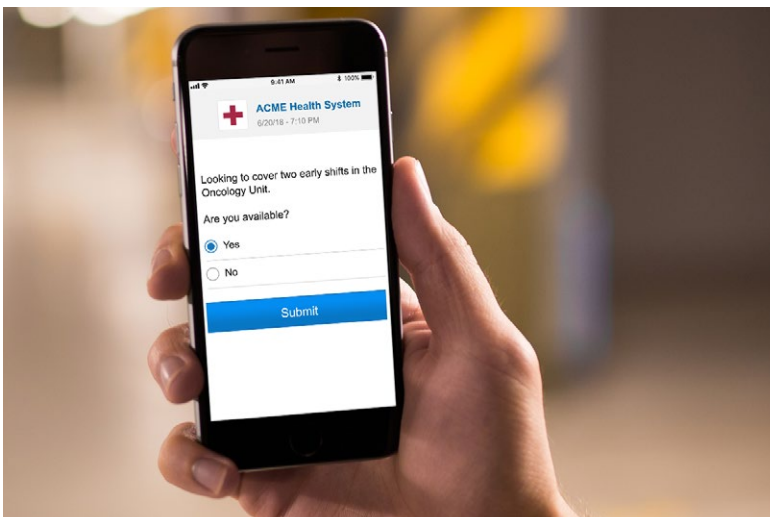 9:41 AM
100%
ACME Health System
6/20/18 - 7:10 PM
Looking to cover two early shifts in the
Oncology Unit.
Are you available?
Yes
No
Submit